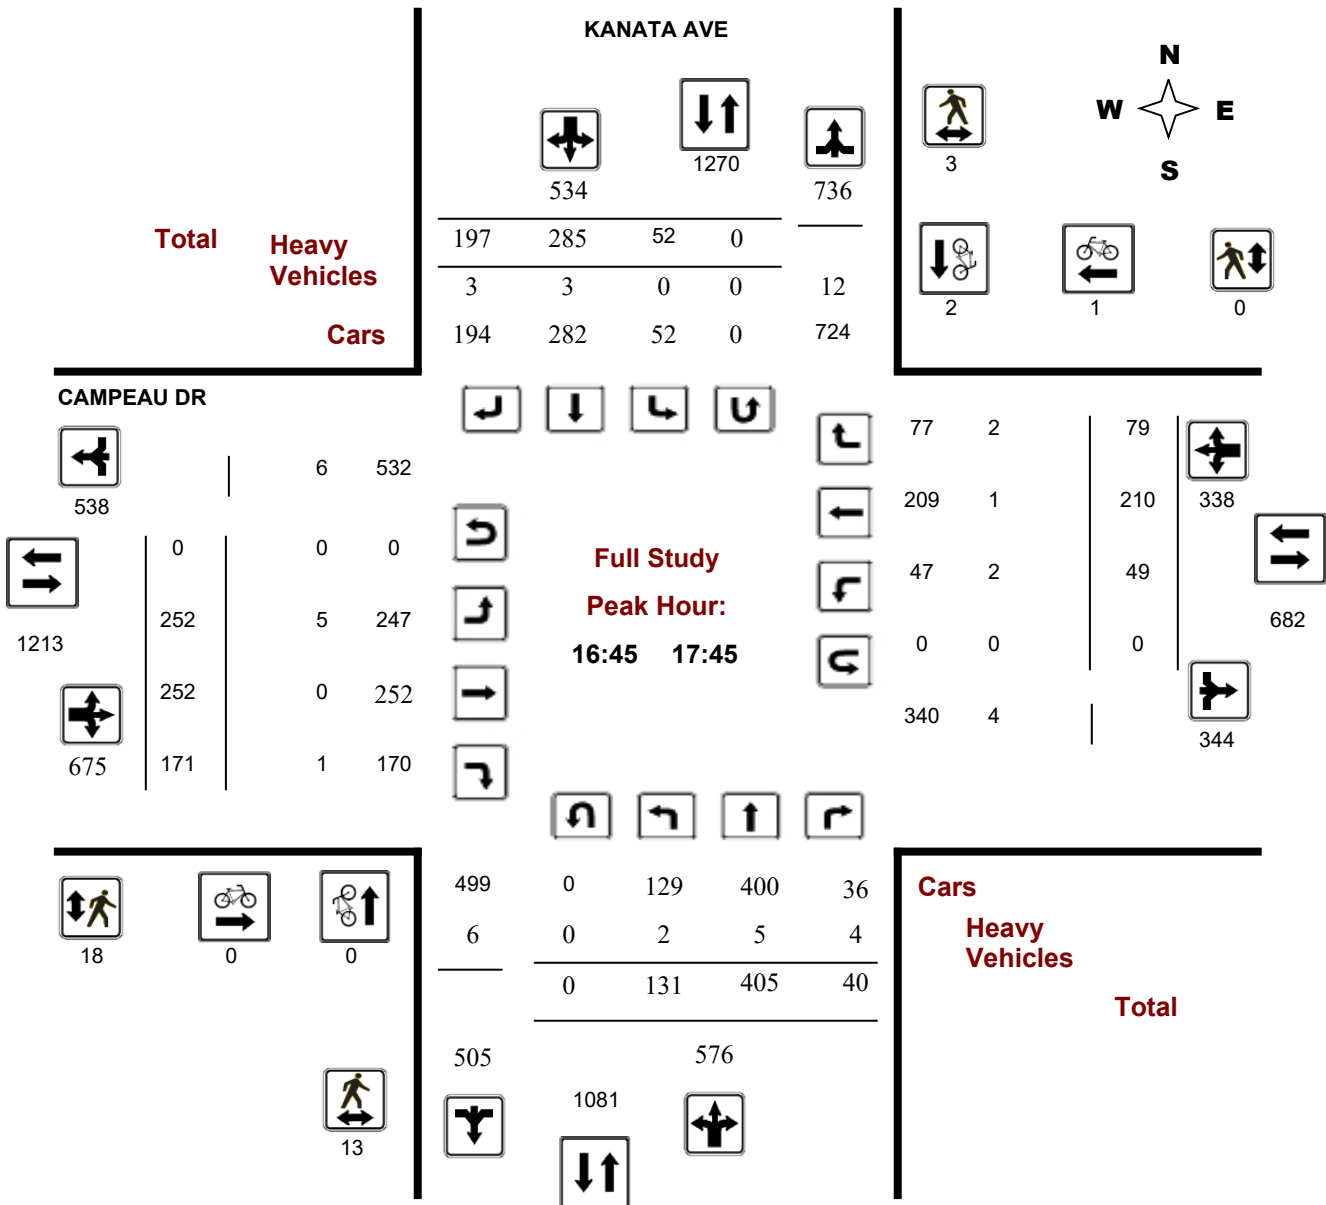 KANATA AVE
N
W E
S
1270
3
534 736
Total Heavy Vehicles
197 285 52 0
3 3 0 0 12
2 1 0
Cars
194 282 52 0 724
CAMPEAU DR
77 2 79
6 532
538
209 1 210 338
0 0 0
Full Study
47 2 49
Peak Hour:
252 5 247
682
1213
16:45 17:45
0 0 0
252 0 252
340 4
344
675 171 1 170
499 0 129 400 36
Cars
6 0 2 5 4
Heavy Vehicles
18 0 0
0 131 405 40
Total
505 576
1081
13